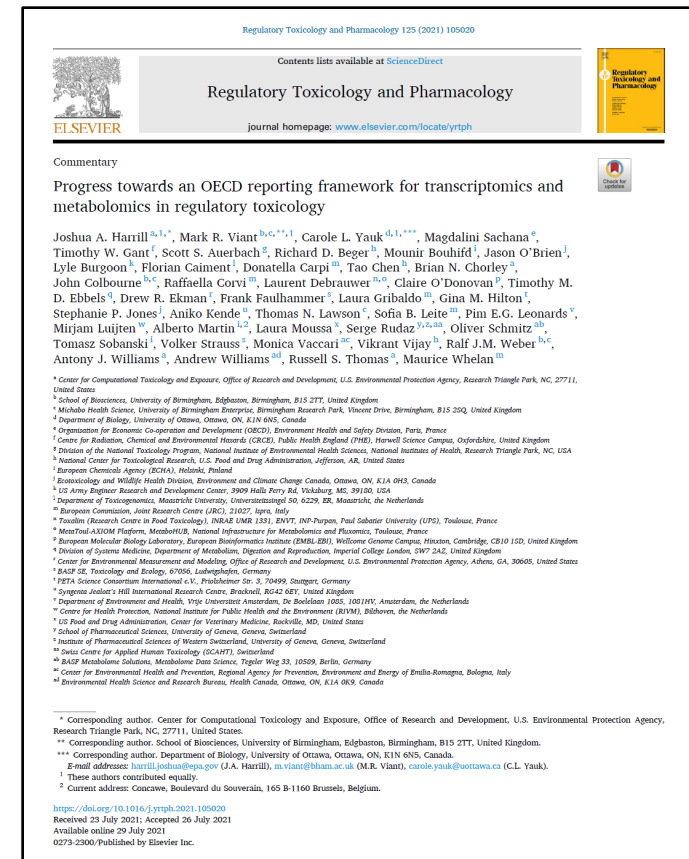 Regulatory Toxicology and Pharmacology 125 (2021) 105020
Contents lists available at ScienceDirect
Regulatory Toxicology and Pharmacology
journal homepage: www.elsevier.com/locate/yrtph
ELSEVIER
Regulatory
Toxicology and
Pharmacology
Commentary
Check for
updates
Progress towards an OECD reporting framework for transcriptomics and
metabolomics in regulatory toxicology
Joshua A. Harrill a,1,*, Mark R. Viant b,c,**,1, Carole L. Yauk d,1,***, Magdalini Sachana e,
Timothy W. Gant f, Scott S. Auerbach g, Richard D. Beger h, Mounir Bouhifd i, Jason O'Brien j,
Lyle Burgoon k, Florian Caiment l, Donatella Carpi m, Tao Chen h, Brian N. Chorley a,
John Colbourne b,c, Raffaella Corvi m, Laurent Debrauwer n,o, Claire O'Donovan p, Timothy M.
D. Ebbels q, Drew R. Ekman r, Frank Faulhammer s, Laura Gribaldo m, Gina M. Hilton t,
Stephanie P. Jones j, Aniko Kende u, Thomas N. Lawson c, Sofia B. Leite m, Pim E.G. Leonards v,
Mirjam Luijten w, Alberto Martin i,2, Laura Moussa x, Serge Rudaz y,z,aa, Oliver Schmitz ab,
Tomasz Sobanski i, Volker Strauss s, Monica Vaccari ac, Vikrant Vijay h, Ralf J.M. Weber b,c,
Antony J. Williams a, Andrew Williams ad, Russell S. Thomas a, Maurice Whelan m
a Center for Computational Toxicology and Exposure, Office of Research and Development, U.S. Environmental Protection Agency, Research Triangle Park, NC, 27711,
United States
b School of Biosciences, University of Birmingham, Edgbaston, Birmingham, B15 2TT, United Kingdom
c Michabo Health Science, University of Birmingham Enterprise, Birmingham Research Park, Vincent Drive, Birmingham, B15 2SQ, United Kingdom
d Department of Biology, University of Ottawa, Ottawa, ON, K1N 6N5, Canada
e Organisation for Economic Co-operation and Development (OECD), Environment Health and Safety Division, Paris, France
f Centre for Radiation, Chemical and Environmental Hazards (CRCE), Public Health England (PHE), Harwell Science Campus, Oxfordshire, United Kingdom
g Division of the National Toxicology Program, National Institute of Environmental Health Sciences, National Institutes of Health, Research Triangle Park, NC, USA
h National Center for Toxicological Research, U.S. Food and Drug Administration, Jefferson, AR, United States
i European Chemicals Agency (ECHA), Helsinki, Finland
j Ecotoxicology and Wildlife Health Division, Environment and Climate Change Canada, Ottawa, ON, K1A 0H3, Canada
k US Army Engineer Research and Development Center, 3909 Halls Ferry Rd, Vicksburg, MS, 39180, USA
l Department of Toxicogenomics, Maastricht University, Universiteitssingel 50, 6229, ER, Maastricht, the Netherlands
m European Commission, Joint Research Centre (JRC), 21027, Ispra, Italy
n Toxalim (Research Centre in Food Toxicology), INRAE UMR 1331, ENVT, INP-Purpan, Paul Sabatier University (UPS), Toulouse, France
o MetaToul-AXIOM Platform, MetaboHUB, National Infrastructure for Metabolomics and Fluxomics, Toulouse, France
p European Molecular Biology Laboratory, European Bioinformatics Institute (EMBL-EBI), Wellcome Genome Campus, Hinxton, Cambridge, CB10 1SD, United Kingdom
q Division of Systems Medicine, Department of Metabolism, Digestion and Reproduction, Imperial College London, SW7 2AZ, United Kingdom
r Center for Environmental Measurement and Modeling, Office of Research and Development, U.S. Environmental Protection Agency, Athens, GA, 30605, United States
s BASF SE, Toxicology and Ecology, 67056, Ludwigshafen, Germany
t PETA Science Consortium International e.V., Friolzheimer Str. 3, 70499, Stuttgart, Germany
u Syngenta Jealott's Hill International Research Centre, Bracknell, RG42 6EY, United Kingdom
v Department of Environment and Health, Vrije Universiteit Amsterdam, De Boelelaan 1085, 1081HV, Amsterdam, the Netherlands
w Centre for Health Protection, National Institute for Public Health and the Environment (RIVM), Bilthoven, the Netherlands
x US Food and Drug Administration, Center for Veterinary Medicine, Rockville, MD, United States
y School of Pharmaceutical Sciences, University of Geneva, Geneva, Switzerland
z Institute of Pharmaceutical Sciences of Western Switzerland, University of Geneva, Geneva, Switzerland
aa Swiss Centre for Applied Human Toxicology (SCAHT), Switzerland
ab BASF Metabolome Solutions, Metabolome Data Science, Tegeler Weg 33, 10589, Berlin, Germany
ac Center for Environmental Health and Prevention, Regional Agency for Prevention, Environment and Energy of Emilia-Romagna, Bologna, Italy
ad Environmental Health Science and Research Bureau, Health Canada, Ottawa, ON, K1A 0K9, Canada
* Corresponding author. Center for Computational Toxicology and Exposure, Office of Research and Development, U.S. Environmental Protection Agency,
Research Triangle Park, NC, 27711, United States.
** Corresponding author. School of Biosciences, University of Birmingham, Edgbaston, Birmingham, B15 2TT, United Kingdom.
*** Corresponding author. Department of Biology, University of Ottawa, Ottawa, ON, K1N 6N5, Canada.
E-mail addresses: harrill.joshua@epa.gov (J.A. Harrill), m.viant@bham.ac.uk (M.R. Viant), carole.yauk@uottawa.ca (C.L. Yauk).
1 These authors contributed equally.
2 Current address: Concawe, Boulevard du Souverain, 165 B-1160 Brussels, Belgium.
https://doi.org/10.1016/j.yrtph.2021.105020
Received 23 July 2021; Accepted 26 July 2021
Available online 29 July 2021
0273-2300/Published by Elsevier Inc.